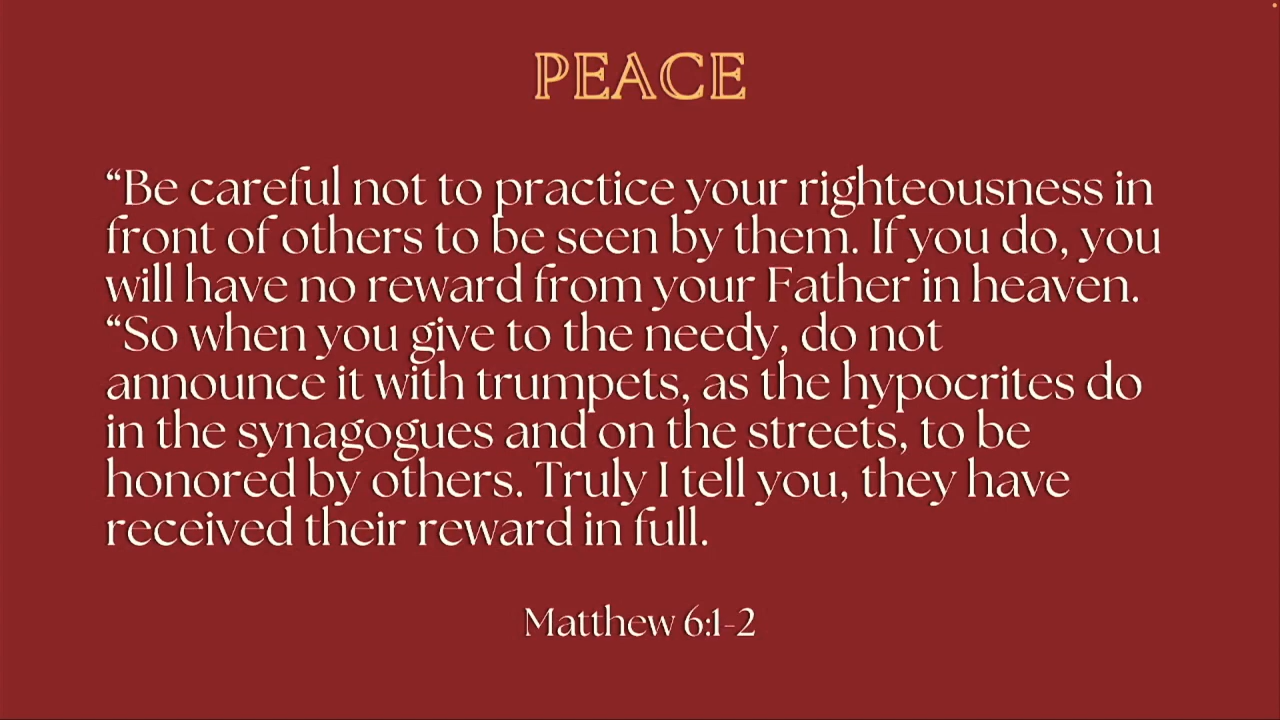 PEACE
“Be careful not to practice your righteousness in
front of others to be seen by them. If you do, you
will have no reward from your Father in heaven.
“So when you give to the needy, do not
announce it with trumpets, as the hypocrites do
in the synagogues and on the streets, to be
honored by others. Truly I tell you, they have
received their reward in full.
Matthew 6:1-2